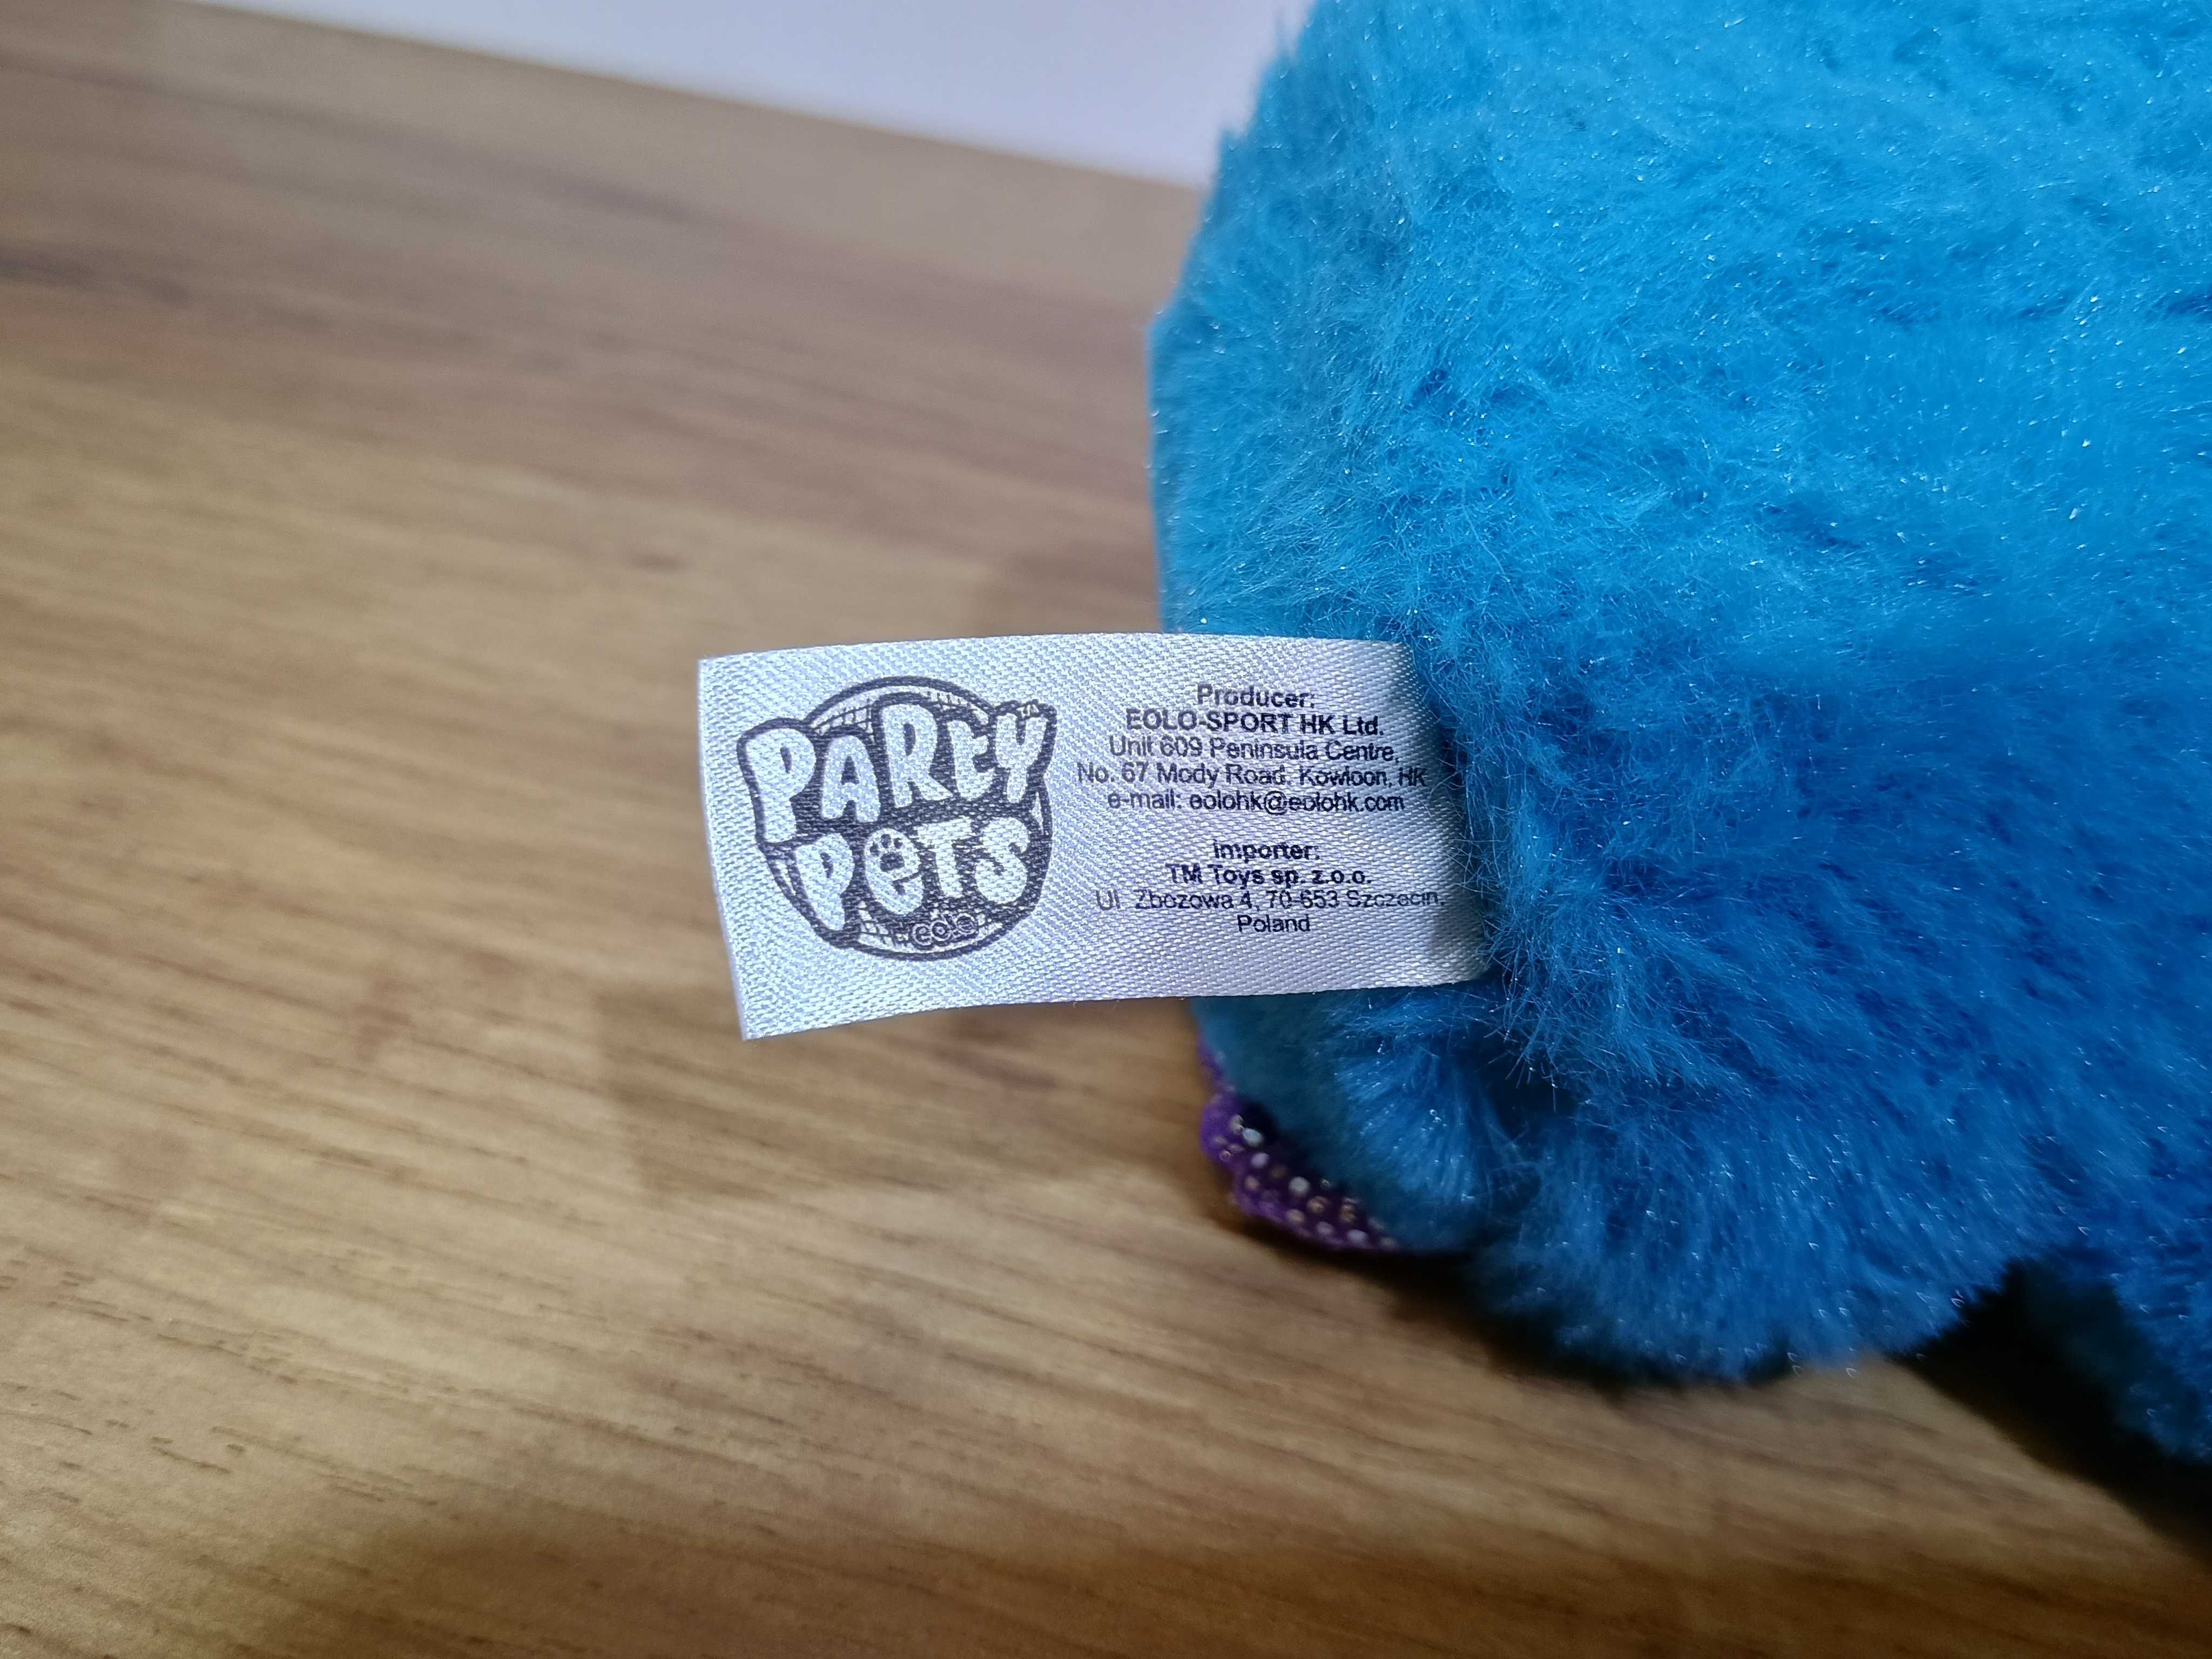 PARty
PeTS
eolo
Producer:
EOLO-SPORT HK Ltd.
Unit 609 Peninsula Centre,
No. 67 Mody Road, Kowloon, HK
e-mail: eolohk@eolohk.com
Importer:
TM Toys sp. z.o.o.
Ul. Zbozowa 4, 70-653 Szczecin,
Poland